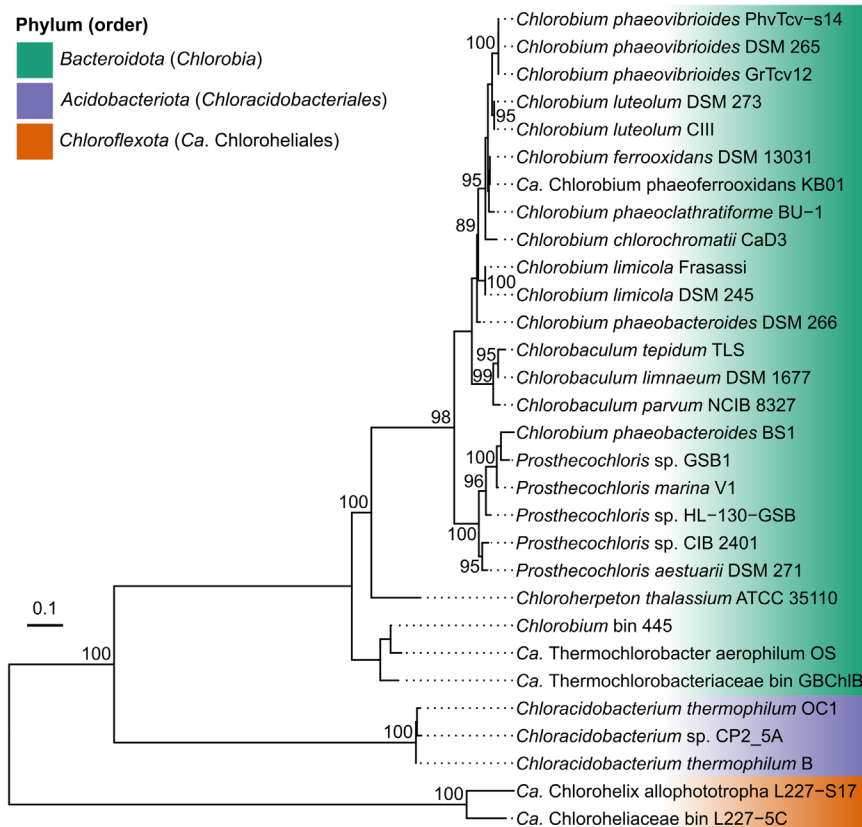 Phylum (order)
Bacteroidota (Chlorobia)
Acidobacteriota (Chloracidobacteriales)
Chloroflexota (Ca. Chloroheliales)
Chlorobium phaeovibrioides PhvTcv−s14
100
Chlorobium phaeovibrioides DSM 265
Chlorobium phaeovibrioides GrTcv12
Chlorobium luteolum DSM 273
95
Chlorobium luteolum CIII
Chlorobium ferrooxidans DSM 13031
95
Ca. Chlorobium phaeoferrooxidans KB01
Chlorobium phaeoclathratiforme BU−1
89
Chlorobium chlorochromatii CaD3
Chlorobium limicola Frasassi
100
Chlorobium limicola DSM 245
Chlorobium phaeobacteroides DSM 266
95
Chlorobaculum tepidum TLS
99
Chlorobaculum limnaeum DSM 1677
Chlorobaculum parvum NCIB 8327
98
Chlorobium phaeobacteroides BS1
100
Prosthecochloris sp. GSB1
96
Prosthecochloris marina V1
Prosthecochloris sp. HL−130−GSB
100
Prosthecochloris sp. CIB 2401
95
Prosthecochloris aestuarii DSM 271
100
Chloroherpeton thalassium ATCC 35110
0.1
Chlorobium bin 445
100
Ca. Thermochlorobacter aerophilum OS
Ca. Thermochlorobacteriaceae bin GBChlB
Chloracidobacterium thermophilum OC1
100
Chloracidobacterium sp. CP2_5A
Chloracidobacterium thermophilum B
Ca. Chlorohelix allophototropha L227−S17
100
Ca. Chloroheliaceae bin L227−5C